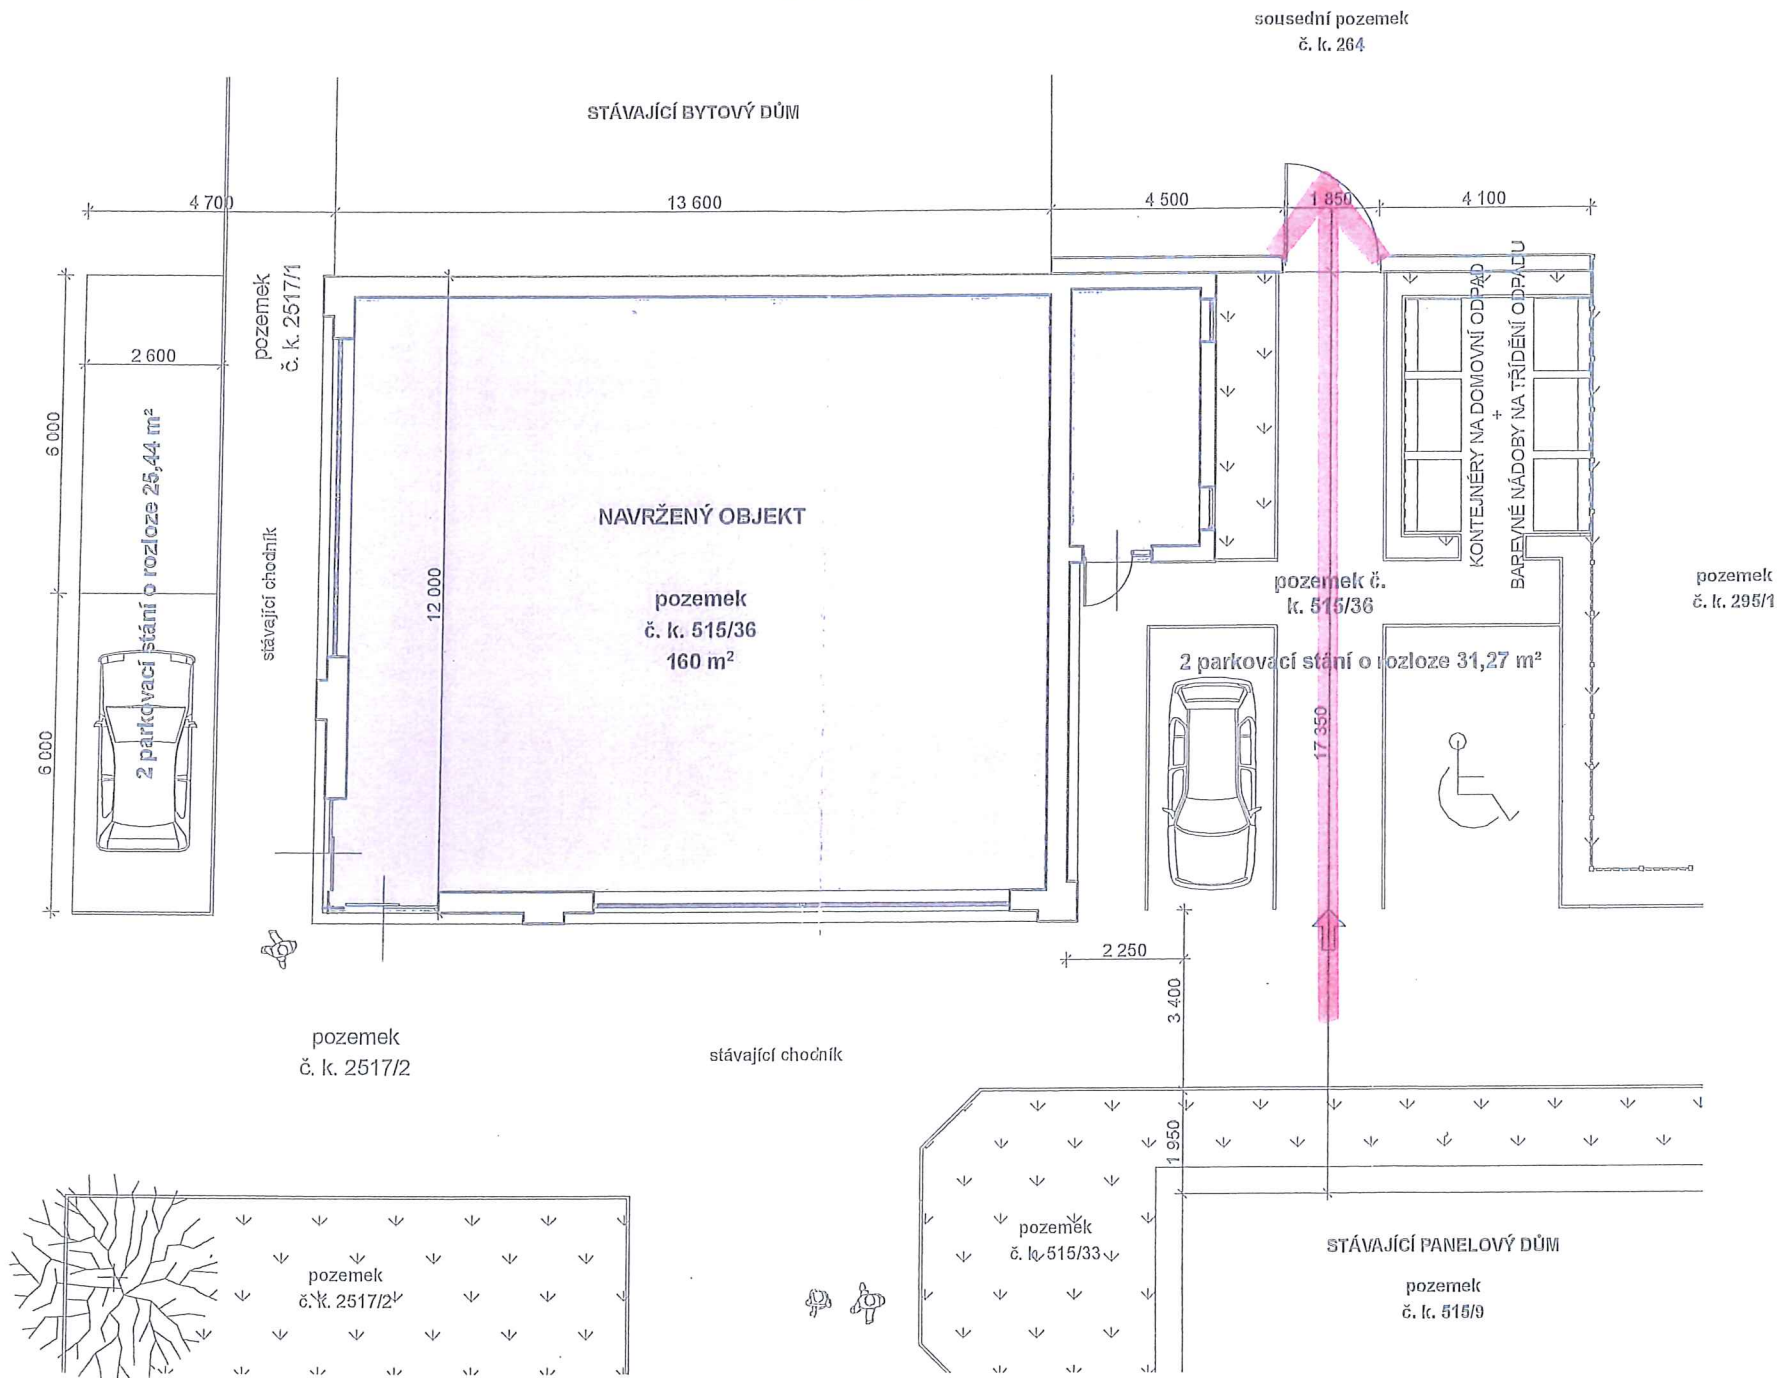 sousední pozemek
č. k. 264
STÁVAJÍCÍ BYTOVÝ DŮM
4 700
13 600
4 500
1 850
4 100
pozemek
č. k. 2517/1
2 600
6 000
6 000
2 parkovací stání o rozloze 25,44 m²
stávající chodník
12 000
NAVRŽENÝ OBJEKT
pozemek
č. k. 515/36
160 m²
KONTEJNÉRY NA DOMOVNÍ ODPAD
+
BAREVNÉ NÁDOBY NA TŘÍDĚNÍ ODPADU
pozemek č.
k. 515/36
pozemek
č. k. 295/1
2 parkovací stání o rozloze 31,27 m²
17 350
2 250
3 400
1 950
pozemek
č. k. 2517/2
stávající chodník
pozemek
č. k. 2517/2
pozemek
č. k. 515/33
STÁVAJÍCÍ PANELOVÝ DŮM
pozemek
č. k. 515/9